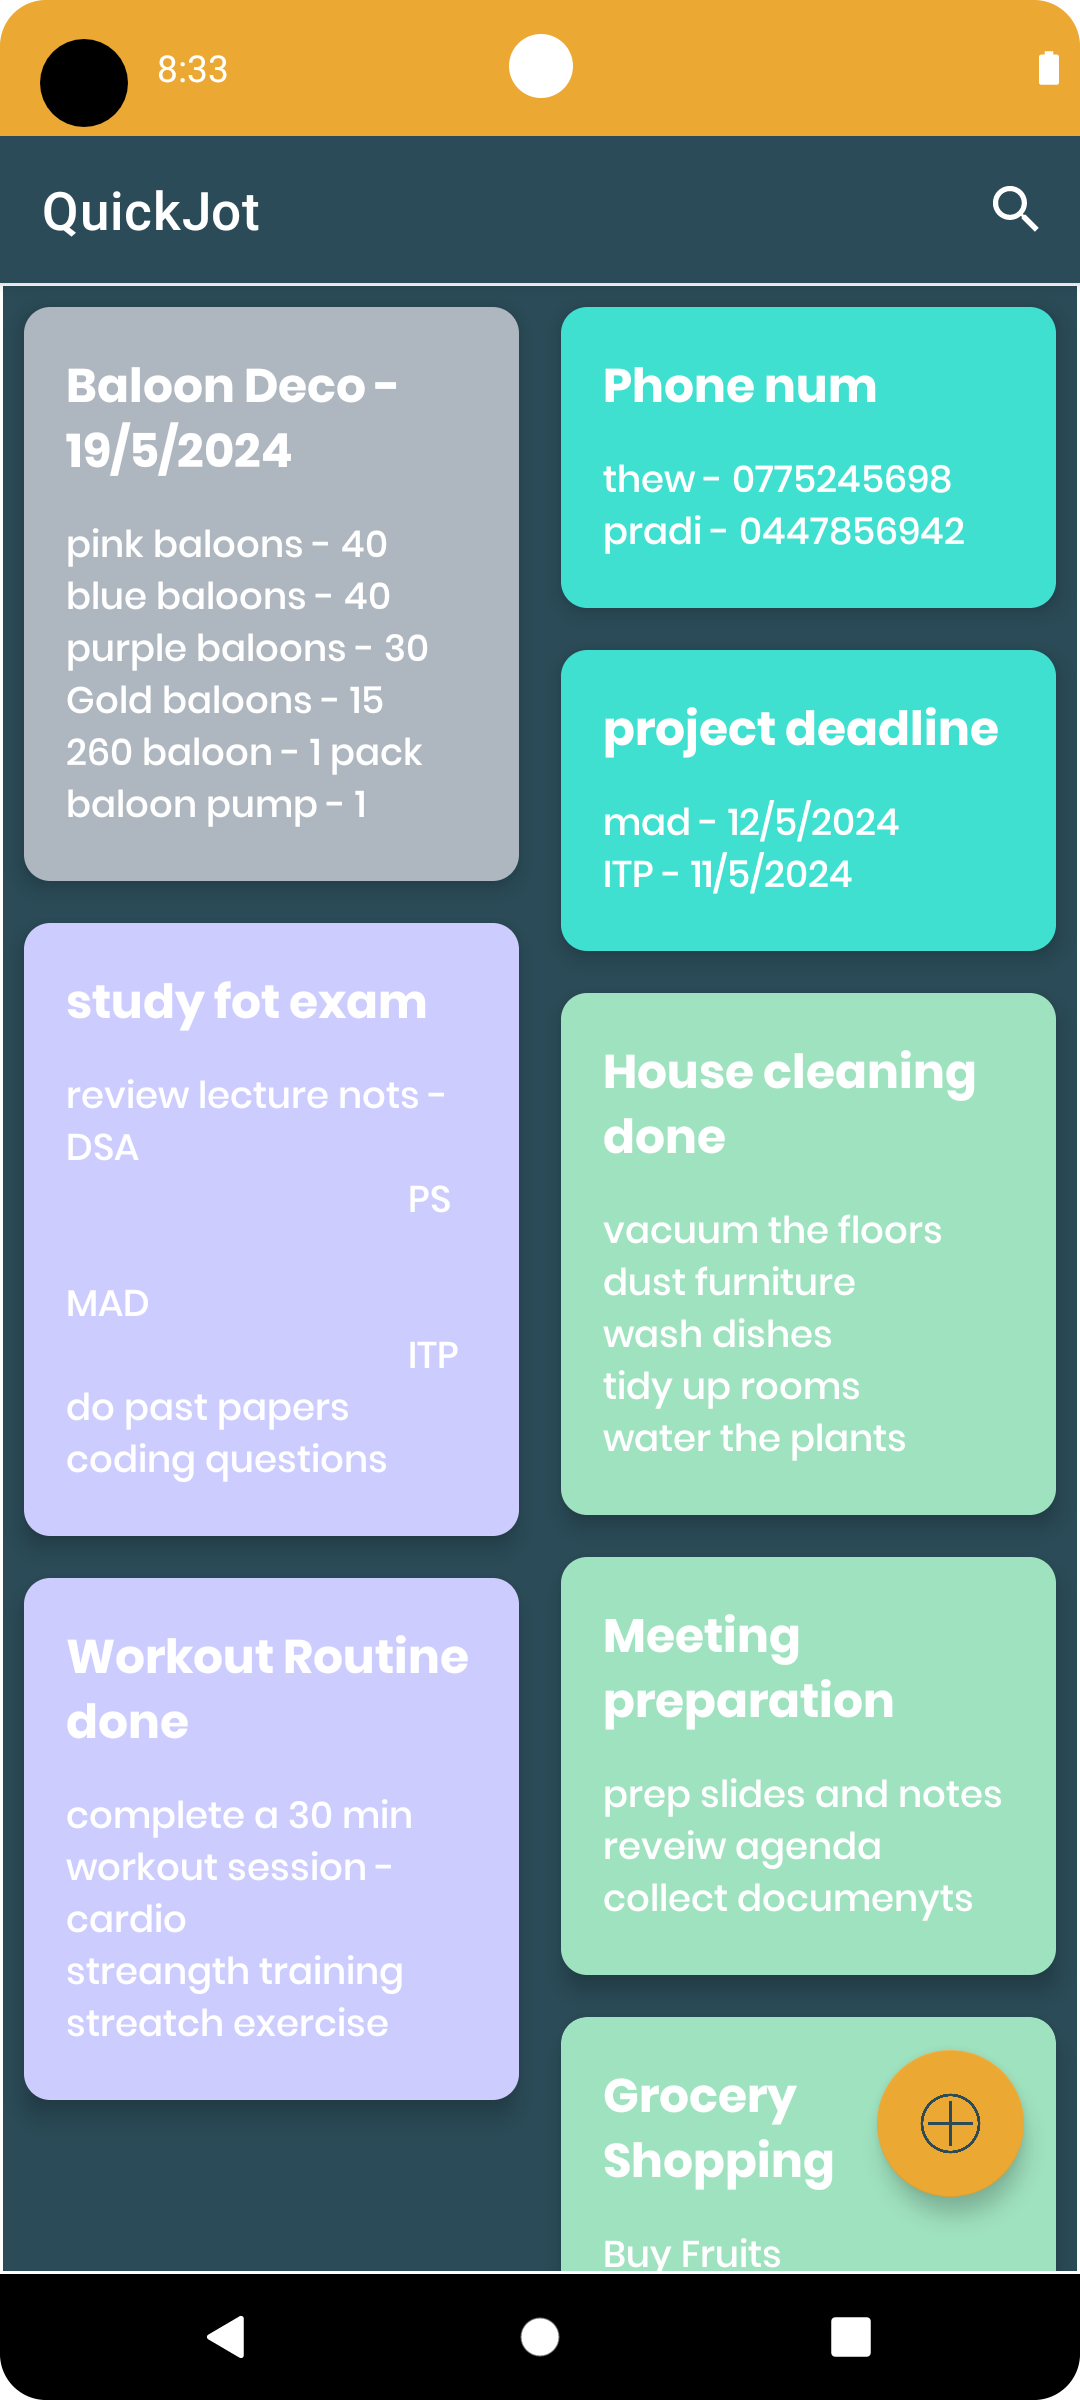 8:33
QuickJot
Baloon Deco -
19/5/2024
pink baloons - 40
blue baloons - 40
purple baloons - 30
Gold baloons - 15
260 baloon - 1 pack
baloon pump - 1
study fot exam
review lecture nots -
DSA
PS
MAD
ITP
do past papers
coding questions
Workout Routine
done
complete a 30 min
workout session -
cardio
streangth training
streatch exercise
Phone num
thew - 0775245698
pradi - 0447856942
project deadline
mad - 12/5/2024
ITP - 11/5/2024
House cleaning
done
vacuum the floors
dust furniture
wash dishes
tidy up rooms
water the plants
Meeting
preparation
prep slides and notes
reveiw agenda
collect documenyts
Grocery
Shopping
Buy Fruits